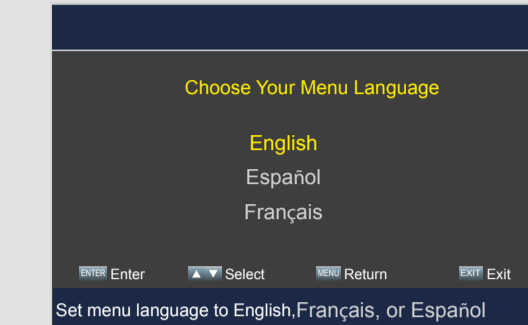 Choose Your Menu Language
English
Español
Français
ENTER Enter ▲ ▼ Select MENU Return EXIT Exit
Set menu language to English,Français, or Español